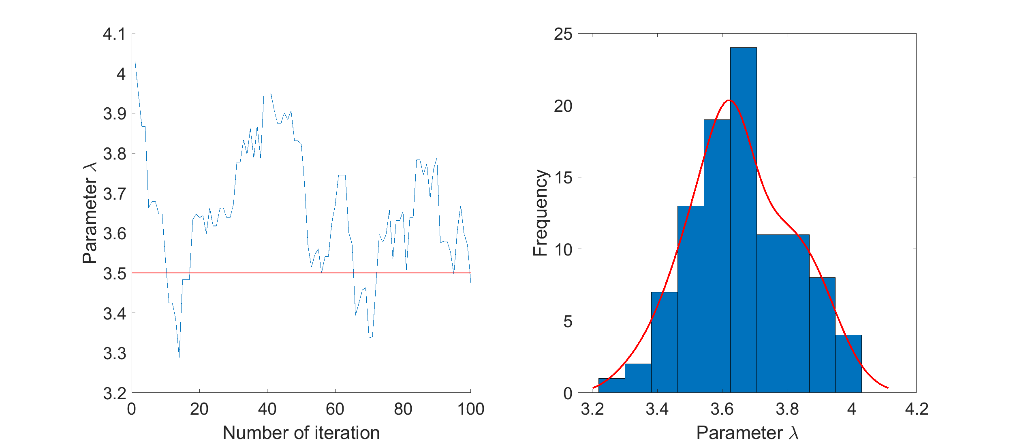 4.1
4
3.9
3.8
3.7
3.6
3.5
3.4
3.3
3.2
Parameter λ
0 20 40 60 80 100
Number of iteration
25
20
15
10
5
0
Frequency
3.2 3.4 3.6 3.8 4 4.2
Parameter λ